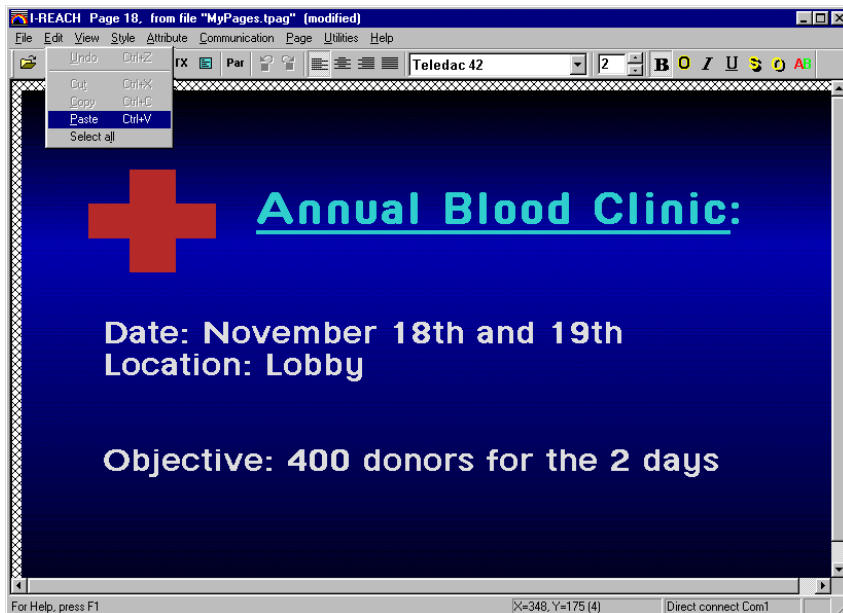 I-REACH Page 18, from file "MyPages.tpag" (modified)
File Edit View Style Attribute Communication Page Utilities Help
Undo Ctrl+Z
TX Par Teledac 42 2 B O I U S O AB
Cut Ctrl+X
Copy Ctrl+C
Paste Ctrl+V
Select all
Annual Blood Clinic:
Date: November 18th and 19th
Location: Lobby
Objective: 400 donors for the 2 days
For Help, press F1 X=348, Y=175 (4) Direct connect Com1